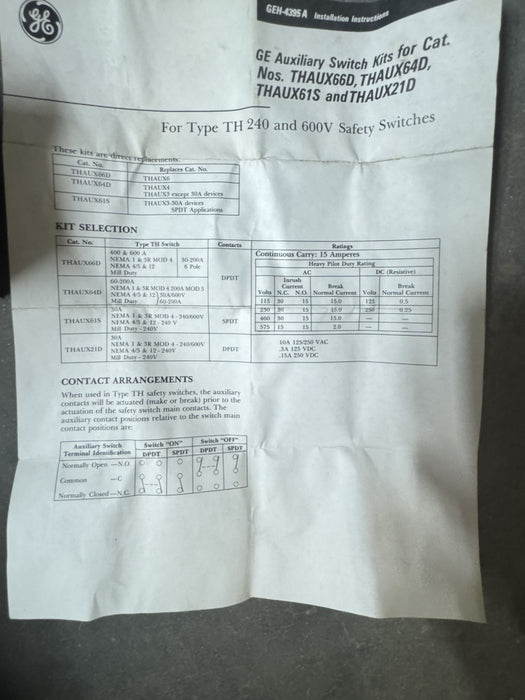 GE
GEH-4395 A Installation Instructions
GE Auxiliary Switch Kits for Cat.
Nos. THAUX66D, THAUX64D,
THAUX61S and THAUX21D
For Type TH 240 and 600V Safety Switches
These kits are direct replacements:
Cat. No. Replaces Cat. No.
THAUX66D THAUX6
THAUX64D THAUX4
THAUX3 except 30A devices
THAUX61S THAUX3-30A devices
SPDT Applications
KIT SELECTION
Cat. No. Type TH Switch Contacts Ratings
THAUX66D 400 & 600 A
NEMA 1 & 3R MOD 4 30-200A
NEMA 4/5 & 12 6 Pole
Mill Duty
DPDT
THAUX64D 60-200A
NEMA 1 & 3R MOD 4 200A MOD 5
NEMA 4/5 & 12 30A/600V
Mill Duty 60-200A
THAUX61S 30A
NEMA 1 & 3R MOD 4 - 240/600V
NEMA 4/5 & 12 - 240 V
Mill Duty - 240V
SPDT
THAUX21D 30A
NEMA 1 & 3R MOD 4 - 240/600V
NEMA 4/5 & 12 - 240V
Mill Duty - 240V
DPDT
Continuous Carry: 15 Amperes
Heavy Pilot Duty Rating
AC DC (Resistive)
Inrush
Current Break Break
Volts N.C. N.O. Normal Current Volts Normal Current
115 30 15 15.0 125 0.5
230 30 15 15.0 250 0.25
460 30 15 15.0 — —
575 15 15 2.0 — —
10A 125/250 VAC
.3A 125 VDC
.15A 250 VDC
CONTACT ARRANGEMENTS
When used in Type TH safety switches, the auxiliary
contacts will be actuated (make or break) prior to the
actuation of the safety switch main contacts. The
auxiliary contact positions relative to the switch main
contact positions are:
Auxiliary Switch Switch "ON" Switch "OFF"
Terminal Identification DPDT SPDT DPDT SPDT
Normally Open —N.O.
Common —C
Normally Closed—N.C.